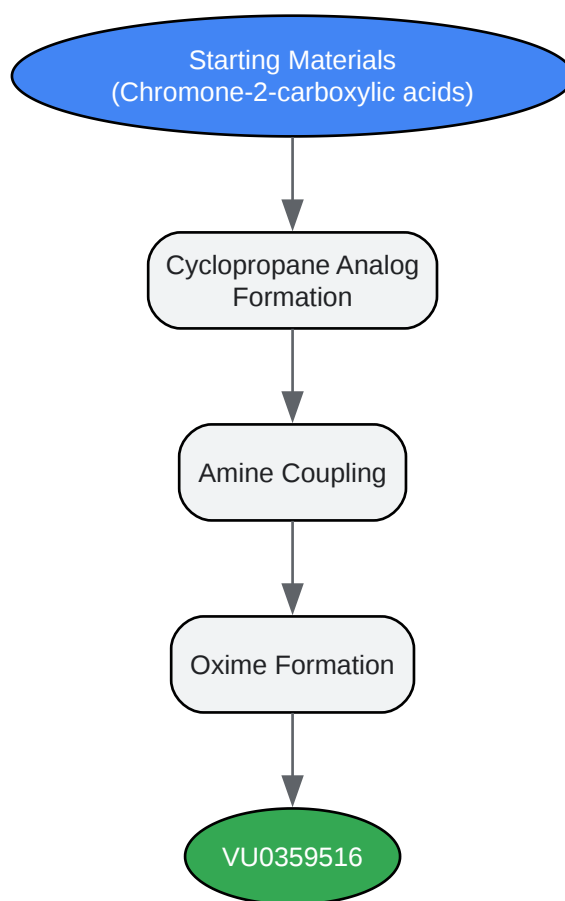 Starting Materials
(Chromone-2-carboxylic acids)
Cyclopropane Analog
Formation
Amine Coupling
Oxime Formation
VU0359516